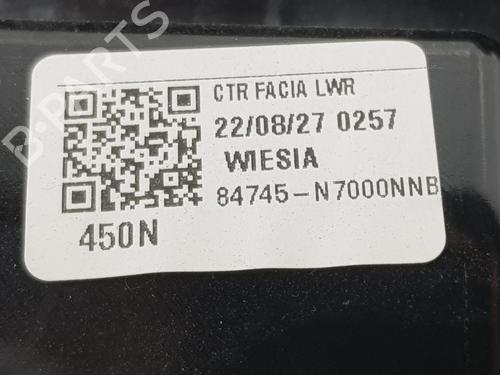 B-PARTS
CTR FACIA LWR
22/08/27 0257
WIESIA
84745-N7000NNB
450N